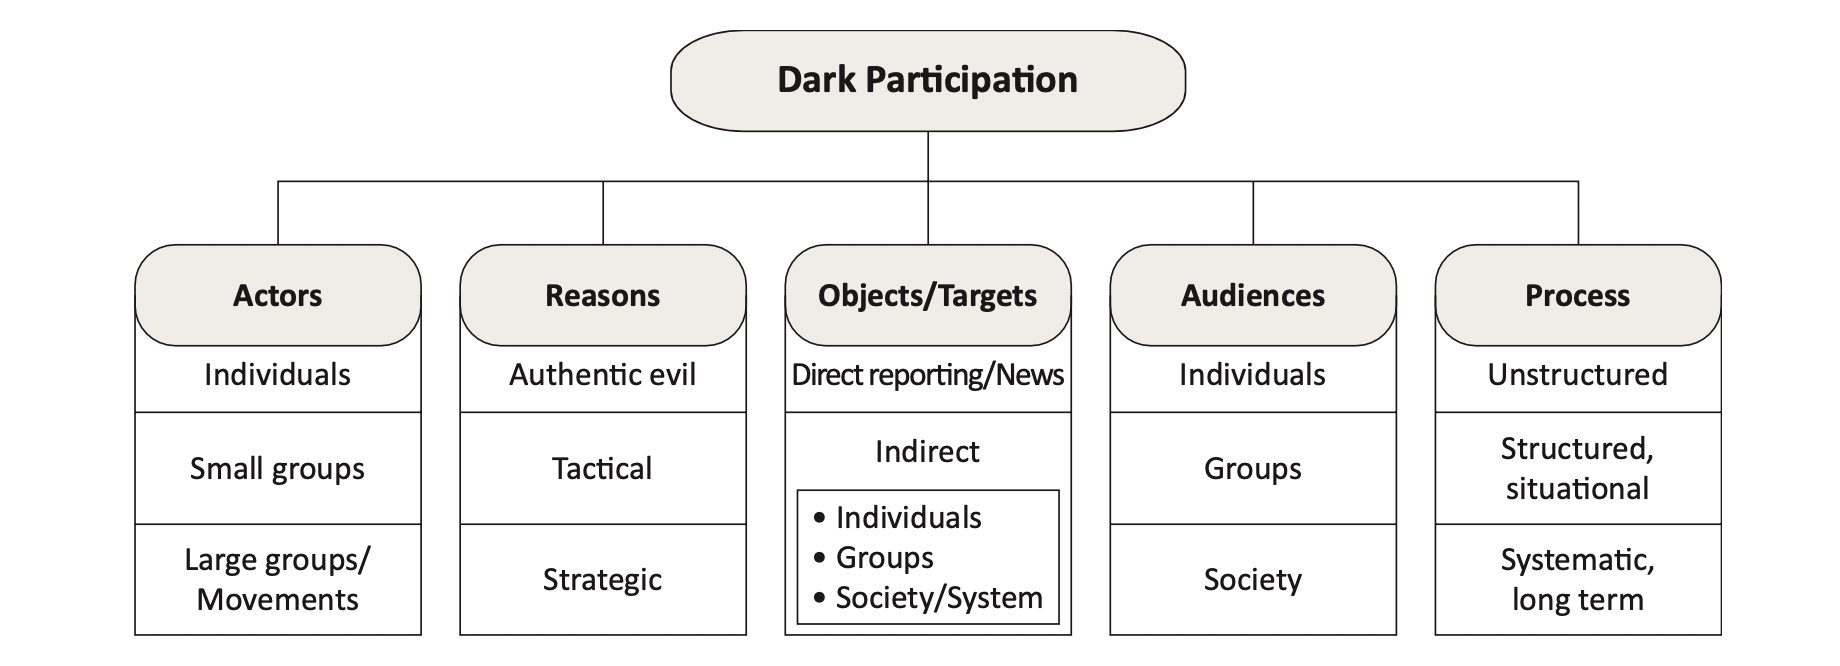 Dark Participation
Actors
Individuals
Small groups
Large groups/
Movements
Reasons
Authentic evil
Tactical
Strategic
Objects/Targets
Direct reporting/News
Indirect
• Individuals
• Groups
• Society/System
Audiences
Individuals
Groups
Society
Process
Unstructured
Structured,
situational
Systematic,
long term